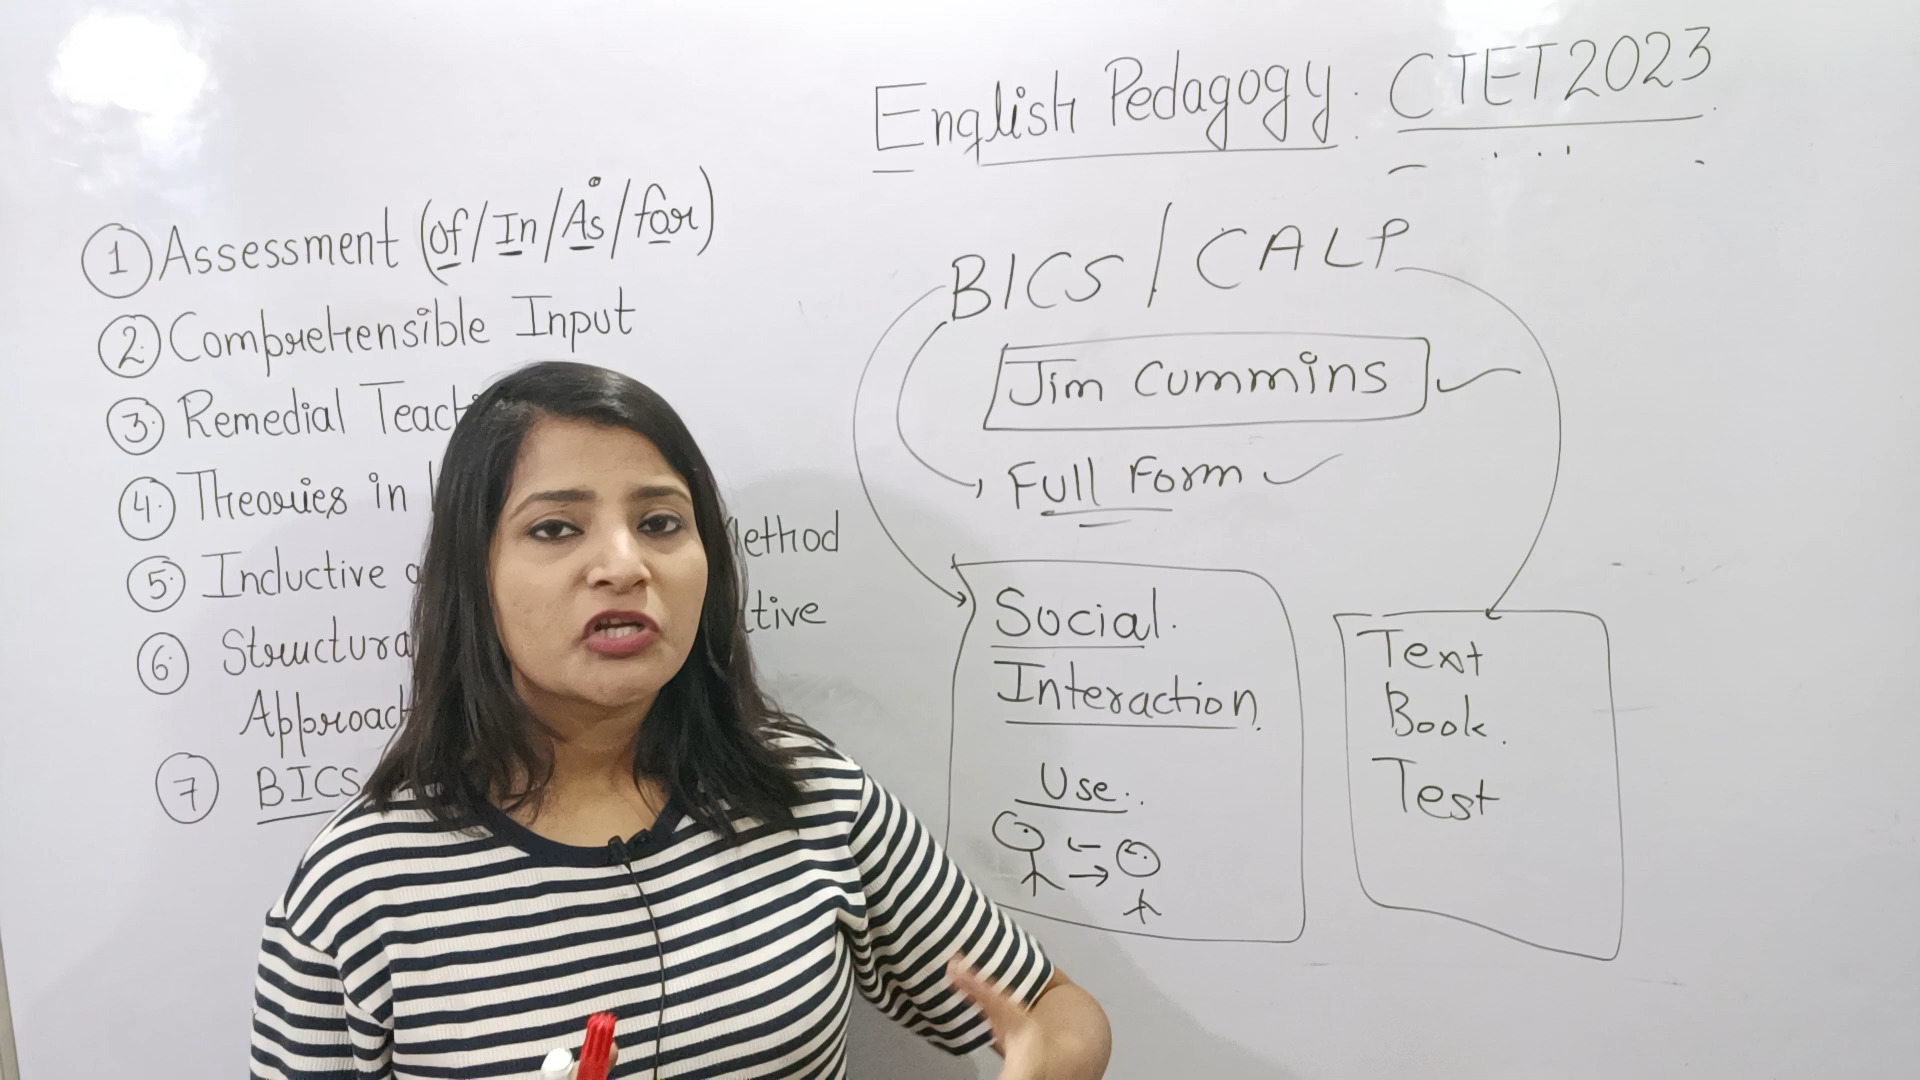 English Pedagogy : CTET 2023
① Assessment (of/In/As/for)
② Comprehensible Input
③ Remedial
④ Theories in
⑤ Inductive ethod
⑥ Structura tive
Approach
⑦ BICS
BICS / CALP
Jim Cummins
Full Form
Social
Interaction
Use
Text
Book
Test